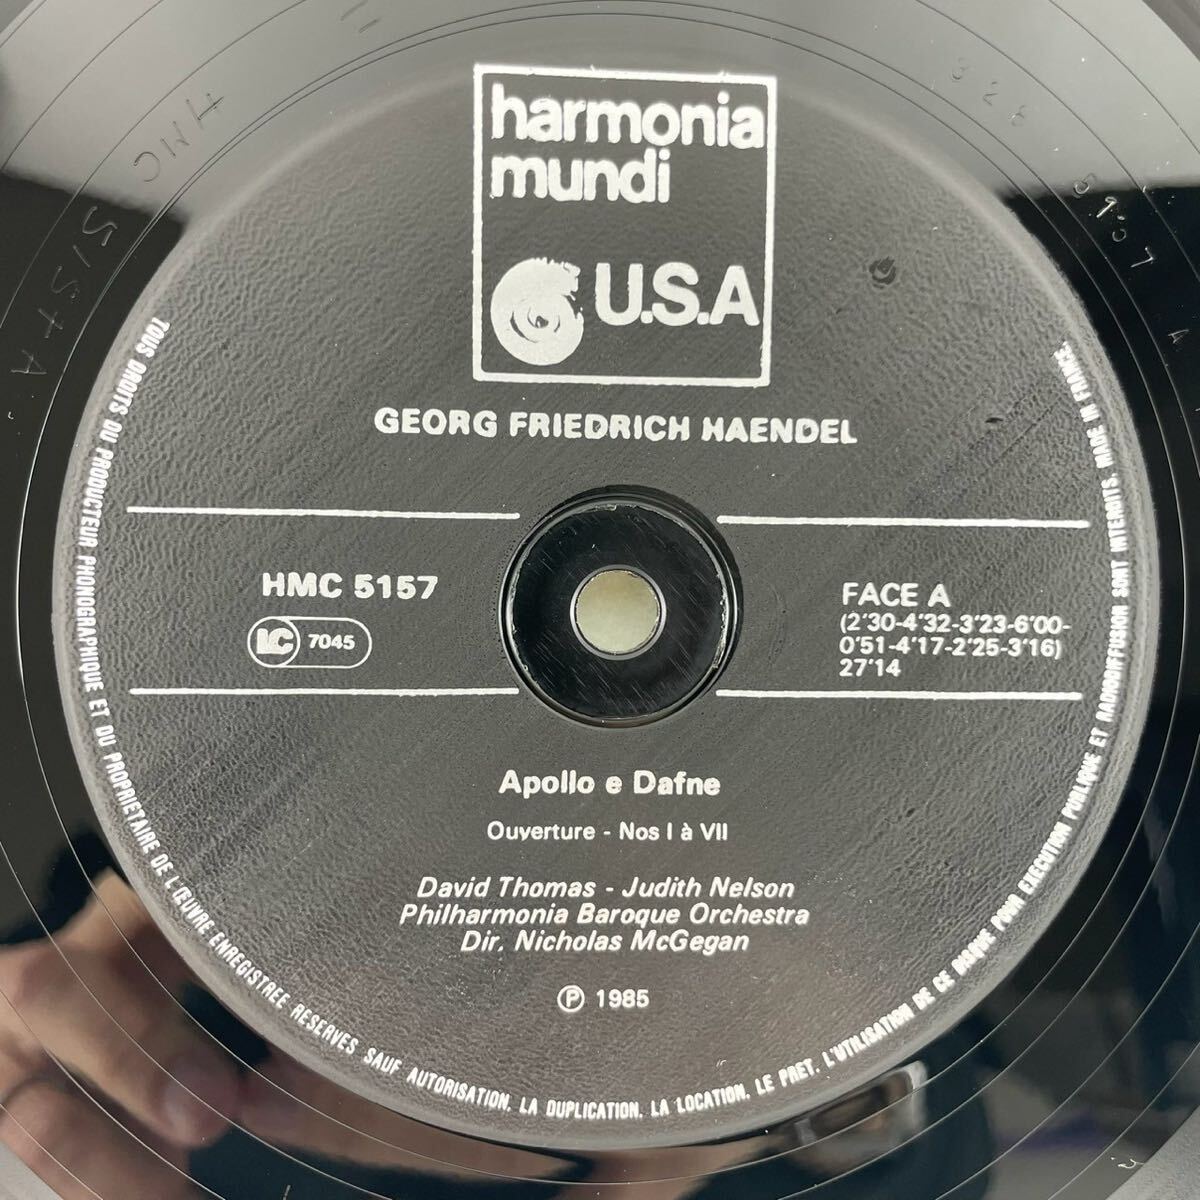 harmonia
mundi
U.S.A
GEORG FRIEDRICH HAENDEL
HMC 5157
LC 7045
FACE A
(2'30-4'32-3'23-6'00-
0'51-4'17-2'25-3'16)
27'14
Apollo e Dafne
Ouverture - Nos I à VII
David Thomas - Judith Nelson
Philharmonia Baroque Orchestra
Dir. Nicholas McGegan
℗ 1985
TOUS DROITS DU PRODUCTEUR PHONOGRAPHIQUE ET DU PROPRIETAIRE DE L'ŒUVRE ENREGISTREE RESERVES SAUF AUTORISATION, LA DUPLICATION, LA LOCATION, LE PRET, L'UTILISATION DE CE DISQUE POUR EXECUTION PUBLIQUE ET RADIODIFFUSION SONT INTERDITS. MADE IN FRANCE.
HMC